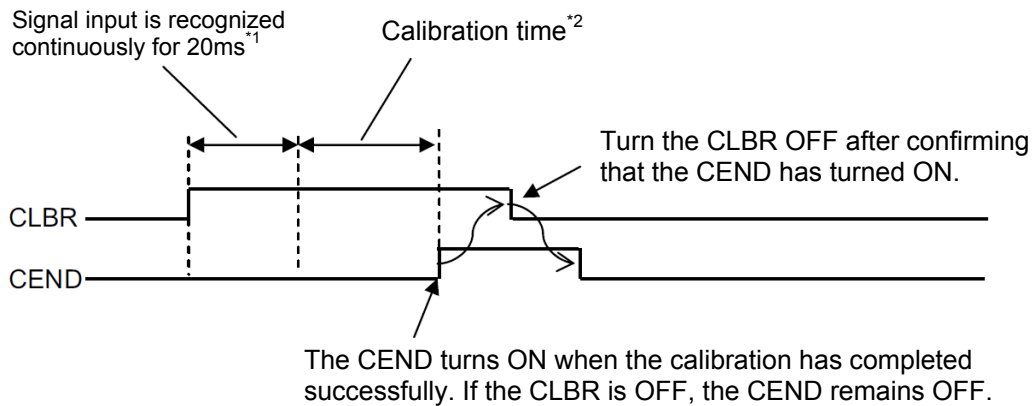 Signal input is recognized
continuously for 20ms*1
Calibration time*2
Turn the CLBR OFF after confirming
that the CEND has turned ON.
CLBR
CEND
The CEND turns ON when the calibration has completed
successfully. If the CLBR is OFF, the CEND remains OFF.